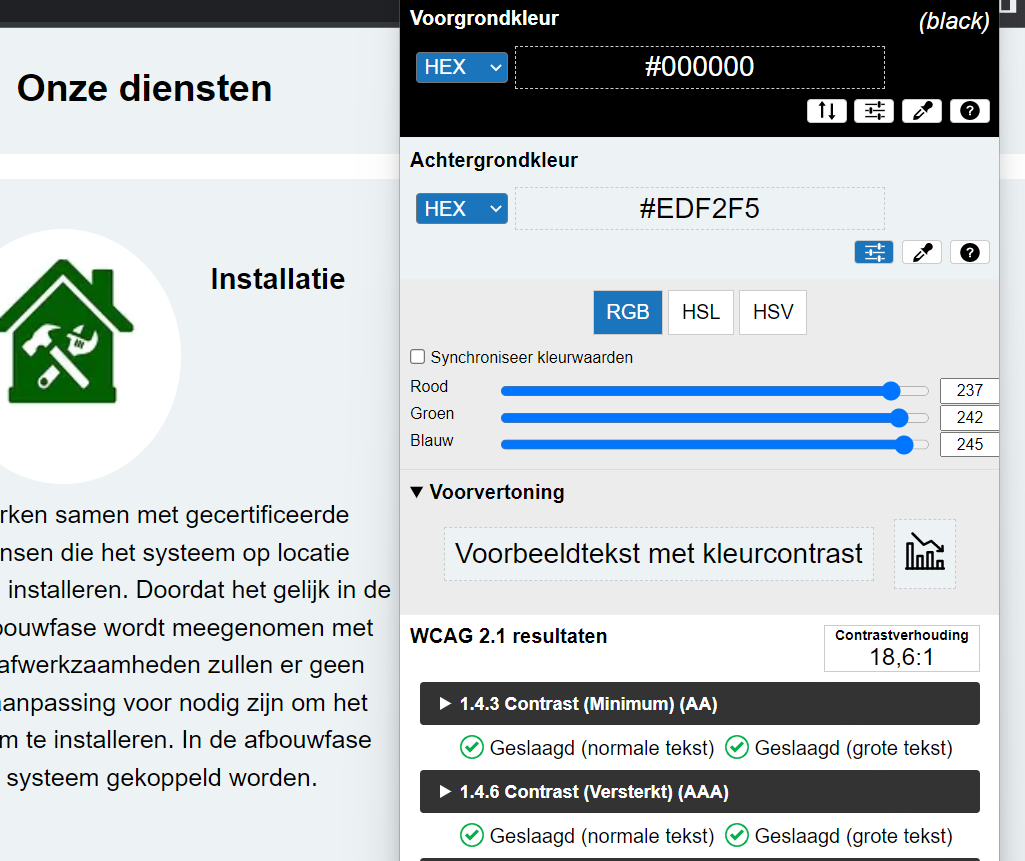 Onze diensten
Installatie
rken samen met gecertificeerde
nsen die het systeem op locatie
installeren. Doordat het gelijk in de
bouwfase wordt meegenomen met
afwerkzaamheden zullen er geen
aanpassing voor nodig zijn om het
m te installeren. In de afbouwfase
systeem gekoppeld worden.
Voorgrondkleur
(black)
HEX
#000000
Achtergrondkleur
HEX
#EDF2F5
RGB HSL HSV
Synchroniseer kleurwaarden
Rood 237
Groen 242
Blauw 245
Voorvertoning
Voorbeeldtekst met kleurcontrast
WCAG 2.1 resultaten
Contrastverhouding
18,6:1
1.4.3 Contrast (Minimum) (AA)
Geslaagd (normale tekst) Geslaagd (grote tekst)
1.4.6 Contrast (Versterkt) (AAA)
Geslaagd (normale tekst) Geslaagd (grote tekst)